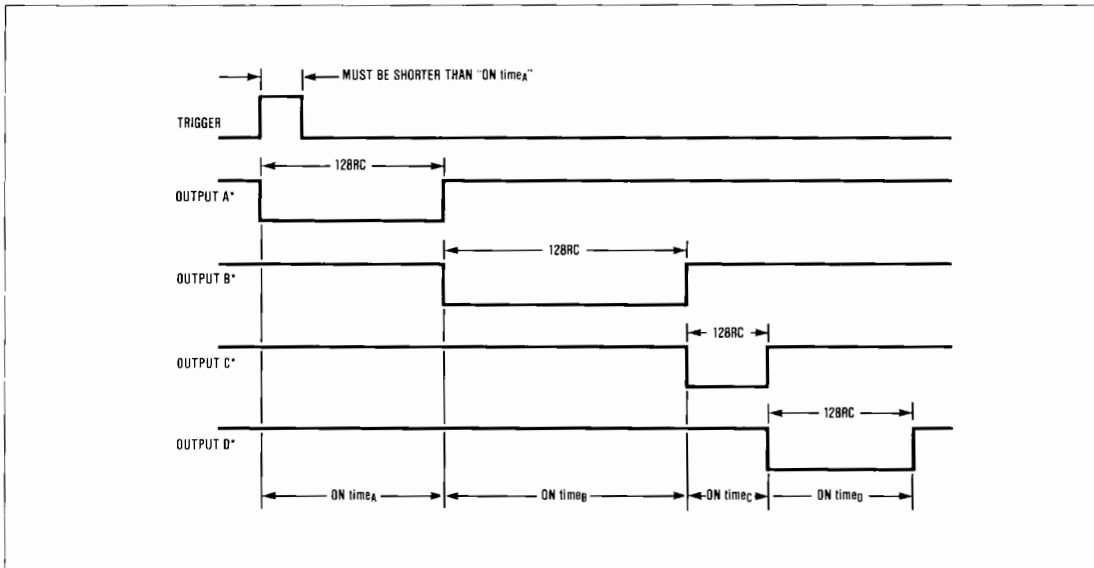 MUST BE SHORTER THAN "ON timeA"
TRIGGER
128RC
OUTPUT A*
128RC
OUTPUT B*
128RC
OUTPUT C*
128RC
OUTPUT D*
ON timeA ON timeB ON timeC ON timeD